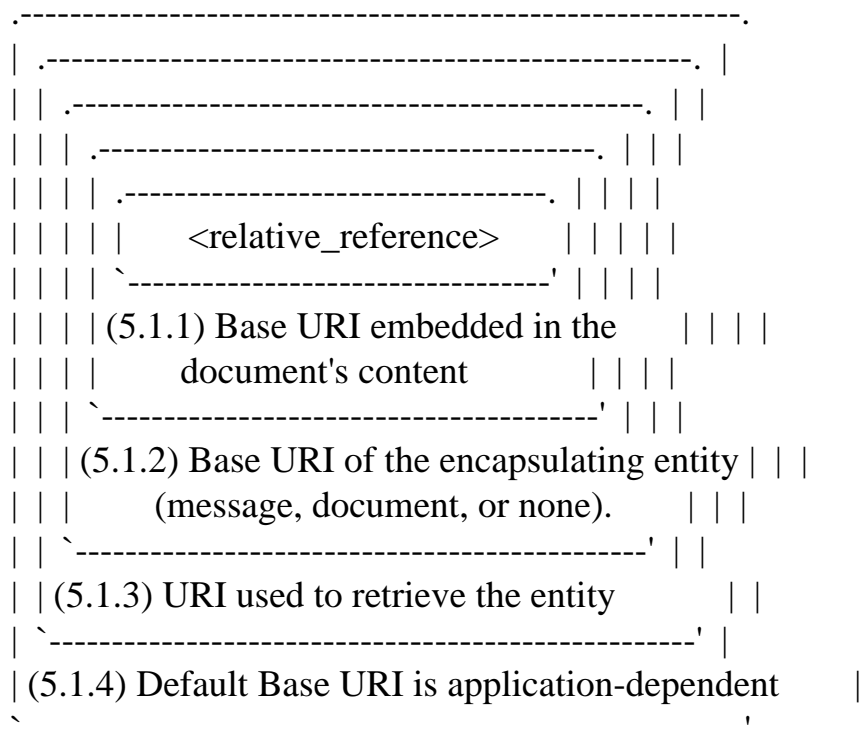 .----------------------------------------------------------.
| .----------------------------------------------------. |
| | .----------------------------------------------. | |
| | | .----------------------------------------. | | |
| | | | .----------------------------------. | | | |
| | | | | <relative_reference> | | | | |
| | | | `----------------------------------' | | | |
| | | | (5.1.1) Base URI embedded in the | | | |
| | | | document's content | | | |
| | | `----------------------------------------' | | |
| | | (5.1.2) Base URI of the encapsulating entity | | |
| | | (message, document, or none). | | |
| | `----------------------------------------------' | |
| | (5.1.3) URI used to retrieve the entity | |
| `----------------------------------------------------' |
| (5.1.4) Default Base URI is application-dependent |
`----------------------------------------------------------'